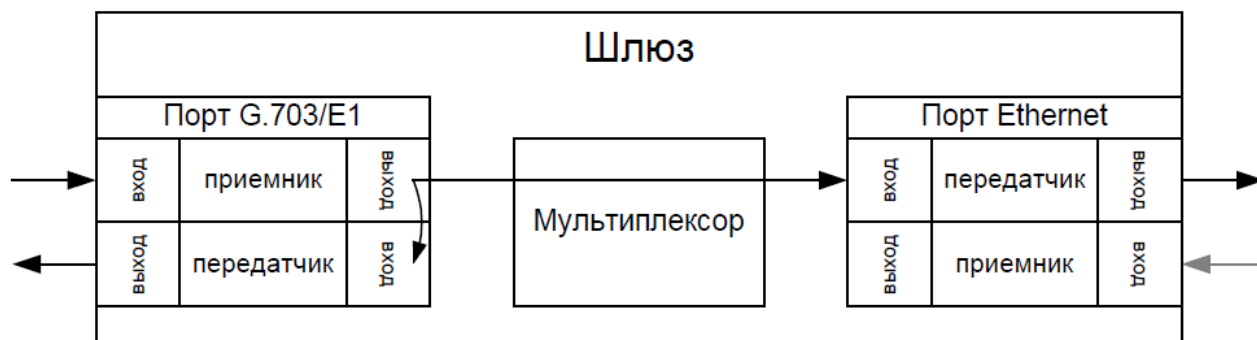 Шлюз
Порт G.703/E1
Порт Ethernet
вход
приемник
выход
вход
передатчик
выход
Мультиплексор
выход
передатчик
вход
выход
приемник
вход